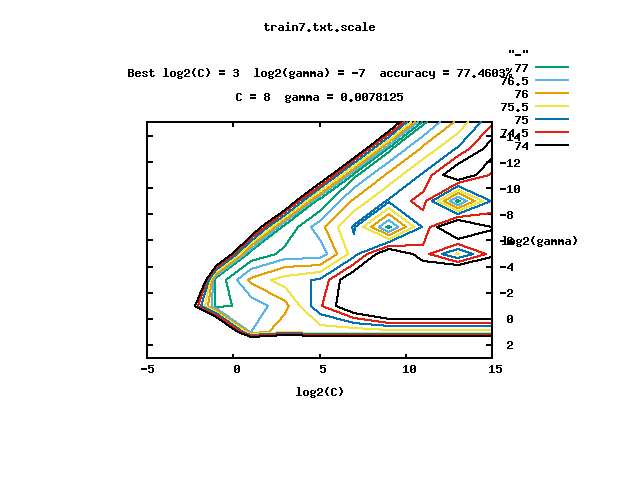 train7.txt.scale
"-"
Best log2(C) = 3  log2(gamma) = -7  accuracy = 77.4603%
C = 8  gamma = 0.0078125
77
76.5
76
75.5
75
74.5
74
-14
-12
-10
-8
-6
log2(gamma)
-4
-2
0
2
-5 0 5 10 15
log2(C)